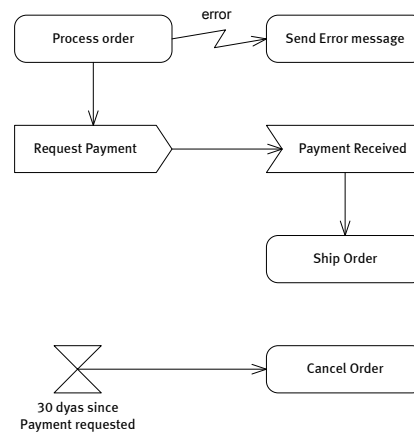 error
Process order
Send Error message
Request Payment
Payment Received
Ship Order
Cancel Order
30 dyas since
Payment requested